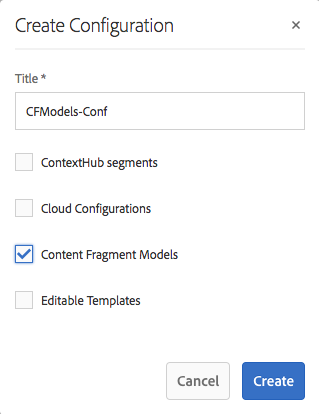 Create Configuration
Title *
CFModels-Conf
ContextHub segments
Cloud Configurations
Content Fragment Models
Editable Templates
Cancel Create